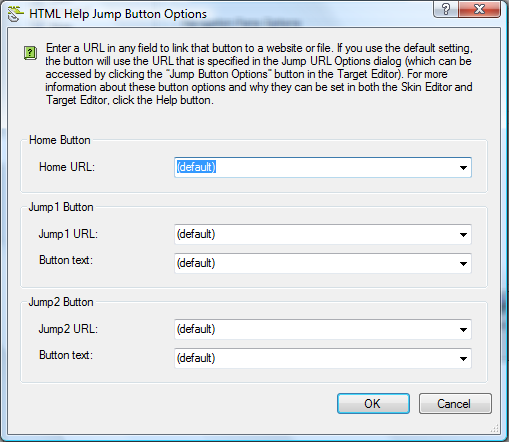 HTML Help Jump Button Options
Enter a URL in any field to link that button to a website or file. If you use the default setting,
the button will use the URL that is specified in the Jump URL Options dialog (which can be
accessed by clicking the "Jump Button Options" button in the Target Editor). For more
information about these button options and why they can be set in both the Skin Editor and
Target Editor, click the Help button.
Home Button
Home URL: (default)
Jump1 Button
Jump1 URL: (default)
Button text: (default)
Jump2 Button
Jump2 URL: (default)
Button text: (default)
OK Cancel